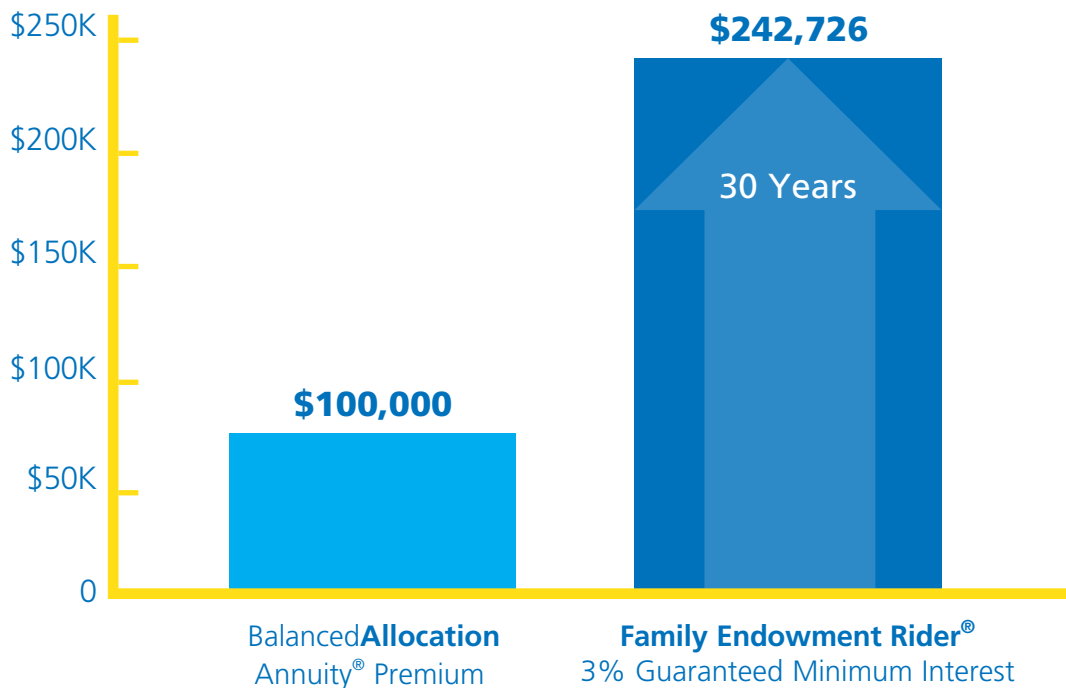 $250K
$200K
$150K
$100K
$50K
0
$100,000
$242,726
30 Years
BalancedAllocation
Annuity® Premium
Family Endowment Rider®
3% Guaranteed Minimum Interest